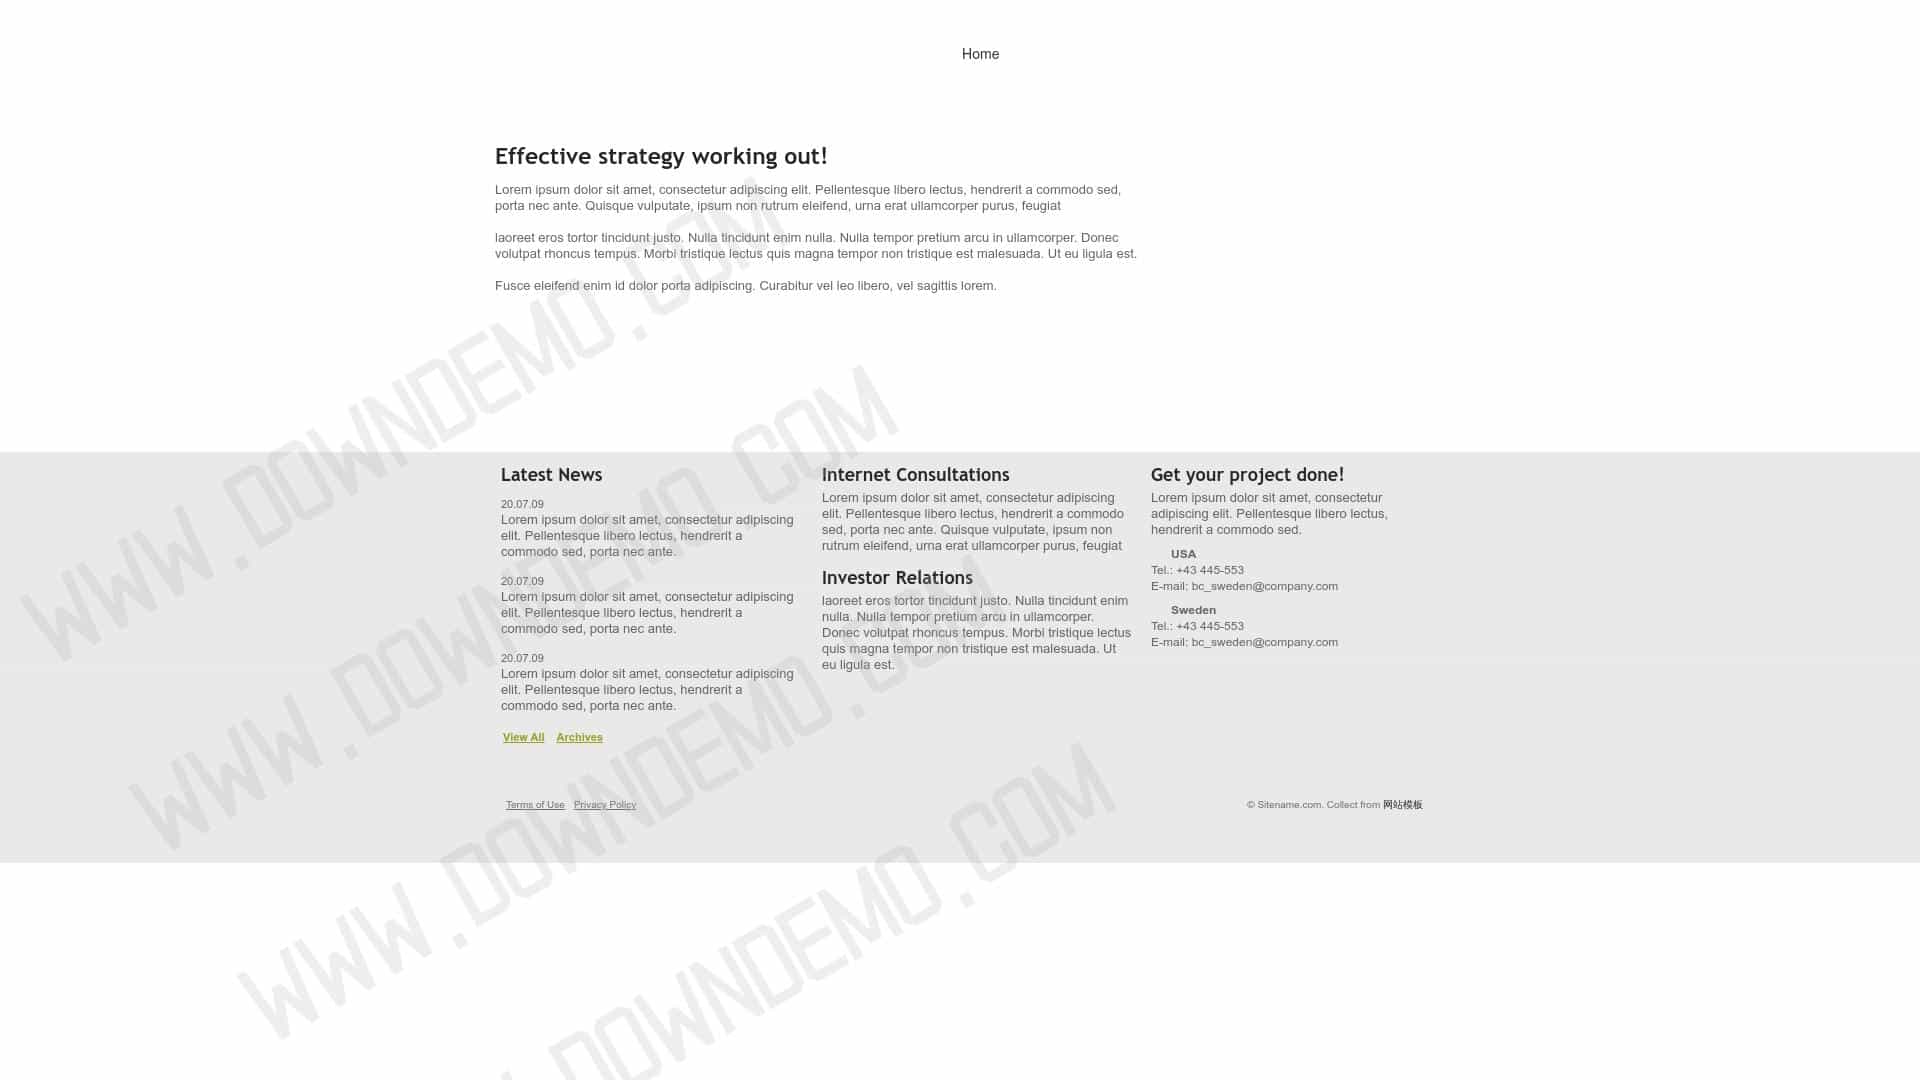 Home
Effective strategy working out!
Lorem ipsum dolor sit amet, consectetur adipiscing elit. Pellentesque libero lectus, hendrerit a commodo sed,
porta nec ante. Quisque vulputate, ipsum non rutrum eleifend, urna erat ullamcorper purus, feugiat
laoreet eros tortor tincidunt justo. Nulla tincidunt enim nulla. Nulla tempor pretium arcu in ullamcorper. Donec
volutpat rhoncus tempus. Morbi tristique lectus quis magna tempor non tristique est malesuada. Ut eu ligula est.
Fusce eleifend enim id dolor porta adipiscing. Curabitur vel leo libero, vel sagittis lorem.
Latest News
20.07.09
Lorem ipsum dolor sit amet, consectetur adipiscing
elit. Pellentesque libero lectus, hendrerit a
commodo sed, porta nec ante.
20.07.09
Lorem ipsum dolor sit amet, consectetur adipiscing
elit. Pellentesque libero lectus, hendrerit a
commodo sed, porta nec ante.
20.07.09
Lorem ipsum dolor sit amet, consectetur adipiscing
elit. Pellentesque libero lectus, hendrerit a
commodo sed, porta nec ante.
View All Archives
Internet Consultations
Lorem ipsum dolor sit amet, consectetur adipiscing
elit. Pellentesque libero lectus, hendrerit a commodo
sed, porta nec ante. Quisque vulputate, ipsum non
rutrum eleifend, urna erat ullamcorper purus, feugiat
Investor Relations
laoreet eros tortor tincidunt justo. Nulla tincidunt enim
nulla. Nulla tempor pretium arcu in ullamcorper.
Donec volutpat rhoncus tempus. Morbi tristique lectus
quis magna tempor non tristique est malesuada. Ut
eu ligula est.
Get your project done!
Lorem ipsum dolor sit amet, consectetur
adipiscing elit. Pellentesque libero lectus,
hendrerit a commodo sed.
USA
Tel.: +43 445-553
E-mail: bc_sweden@company.com
Sweden
Tel.: +43 445-553
E-mail: bc_sweden@company.com
Terms of Use Privacy Policy
© Sitename.com. Collect from 网站模板
WWW.DOWNDEMO.COM
WWW.DOWNDEMO.COM
WWW.DOWNDEMO.COM
DOWNDEMO.COM